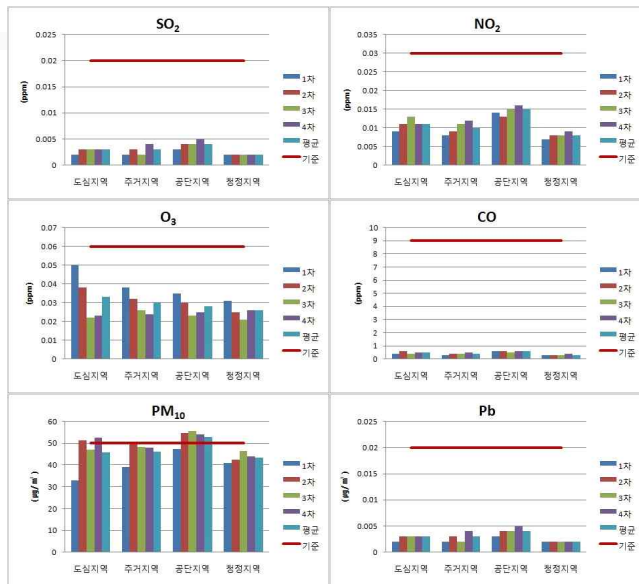 SO₂
0.025
0.02
0.015
0.01
0.005
0
(ppm)
도심지역 주거지역 공단지역 청정지역
1차
2차
3차
4차
평균
기준
NO₂
0.035
0.03
0.025
0.02
0.015
0.01
0.005
0
(ppm)
도심지역 주거지역 공단지역 청정지역
1차
2차
3차
4차
평균
기준
O₃
0.07
0.06
0.05
0.04
0.03
0.02
0.01
0
(ppm)
도심지역 주거지역 공단지역 청정지역
1차
2차
3차
4차
평균
기준
CO
10
9
8
7
6
5
4
3
2
1
0
(ppm)
도심지역 주거지역 공단지역 청정지역
1차
2차
3차
4차
평균
기준
PM₁₀
60
50
40
30
20
10
0
(㎍/㎥)
도심지역 주거지역 공단지역 청정지역
1차
2차
3차
4차
평균
기준
Pb
0.025
0.02
0.015
0.01
0.005
0
(㎍/㎥)
도심지역 주거지역 공단지역 청정지역
1차
2차
3차
4차
평균
기준